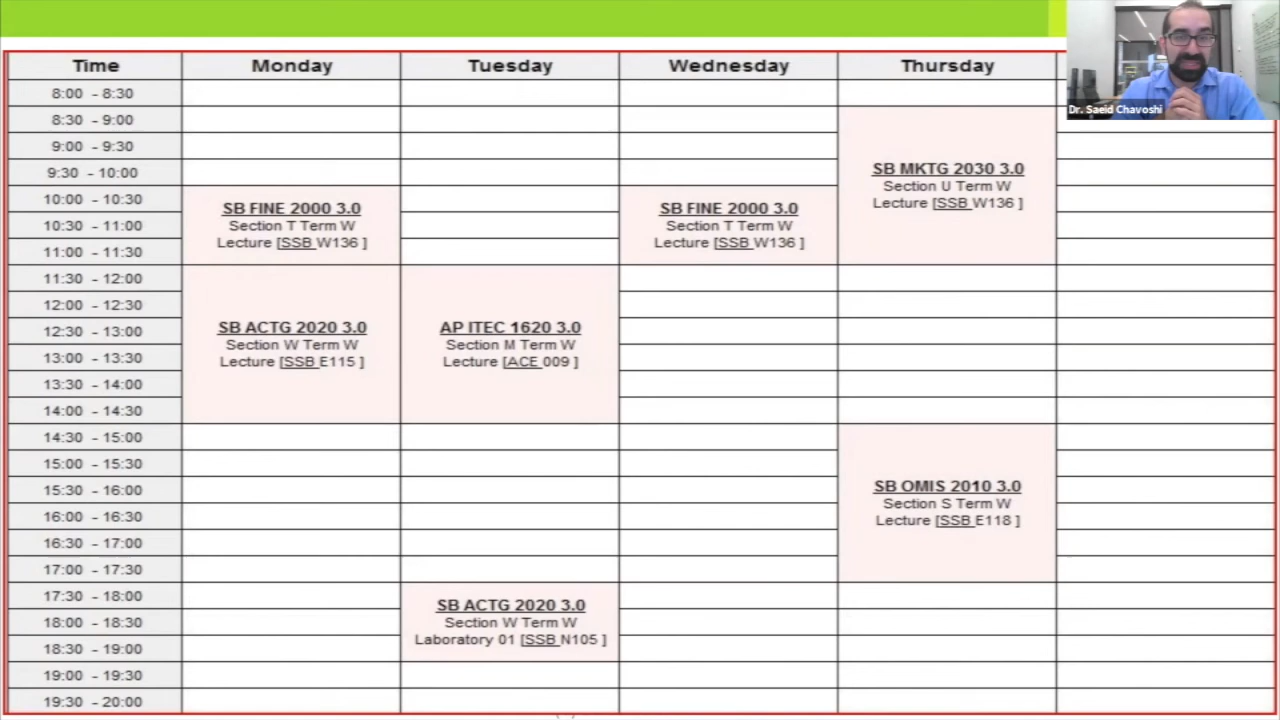 Time Monday Tuesday Wednesday Thursday
Dr. Saeid Chavoshi
8:00 - 8:30
8:30 - 9:00
9:00 - 9:30
9:30 - 10:00
10:00 - 10:30
10:30 - 11:00
11:00 - 11:30
11:30 - 12:00
12:00 - 12:30
12:30 - 13:00
13:00 - 13:30
13:30 - 14:00
14:00 - 14:30
14:30 - 15:00
15:00 - 15:30
15:30 - 16:00
16:00 - 16:30
16:30 - 17:00
17:00 - 17:30
17:30 - 18:00
18:00 - 18:30
18:30 - 19:00
19:00 - 19:30
19:30 - 20:00
SB FINE 2000 3.0
Section T Term W
Lecture [SSB W136 ]
SB ACTG 2020 3.0
Section W Term W
Lecture [SSB E115 ]
AP ITEC 1620 3.0
Section M Term W
Lecture [ACE 009 ]
SB ACTG 2020 3.0
Section W Term W
Laboratory 01 [SSB N105 ]
SB FINE 2000 3.0
Section T Term W
Lecture [SSB W136 ]
SB MKTG 2030 3.0
Section U Term W
Lecture [SSB W136 ]
SB OMIS 2010 3.0
Section S Term W
Lecture [SSB E118 ]